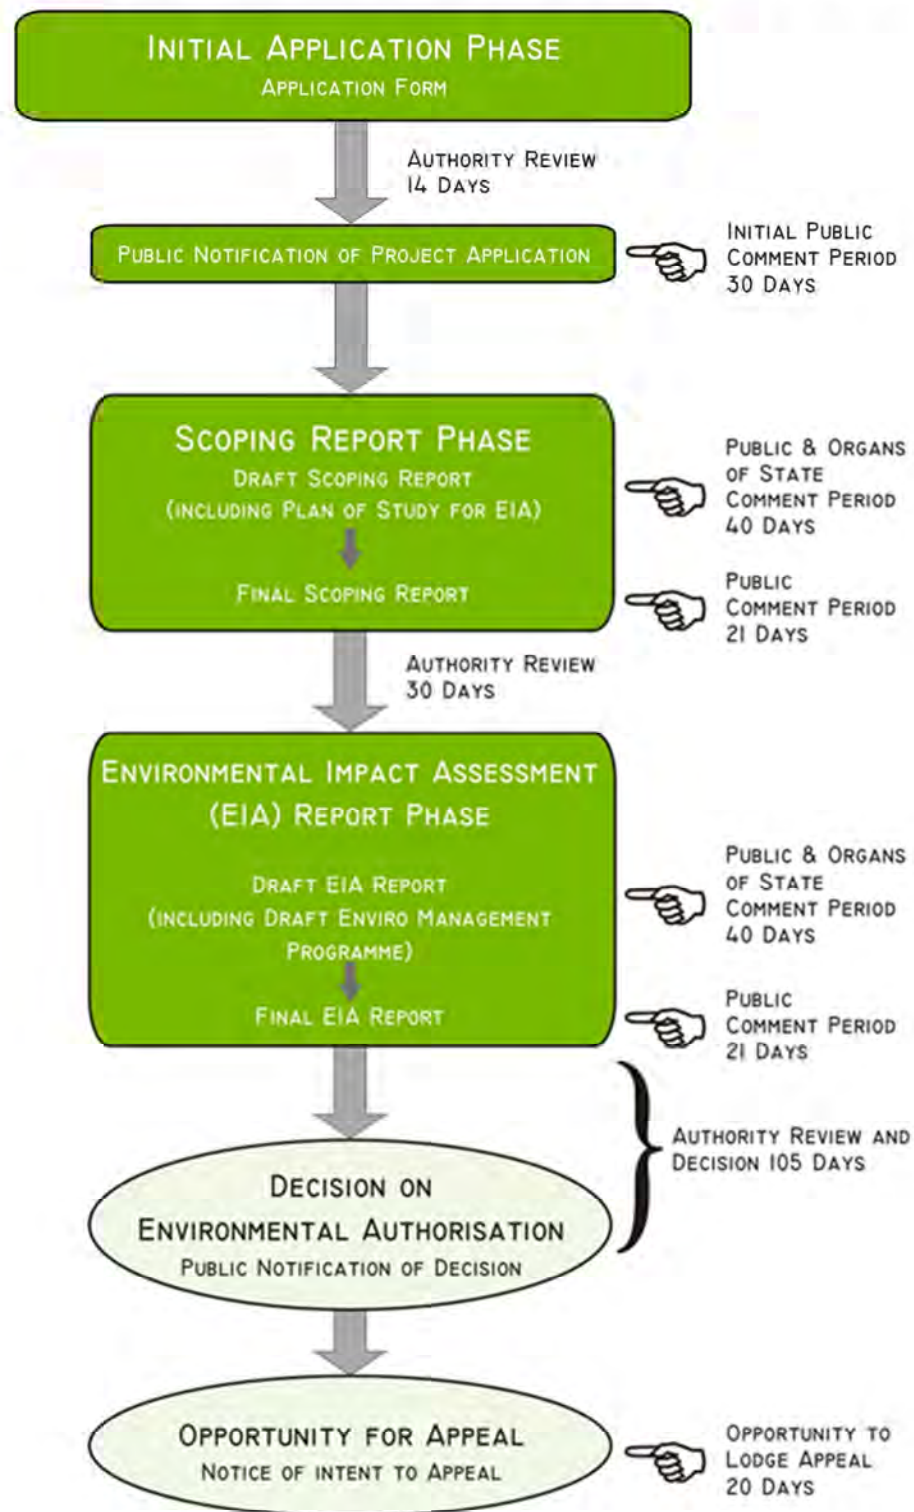 INITIAL APPLICATION PHASE
APPLICATION FORM
AUTHORITY REVIEW
14 DAYS
PUBLIC NOTIFICATION OF PROJECT APPLICATION
INITIAL PUBLIC
COMMENT PERIOD
30 DAYS
SCOPING REPORT PHASE
DRAFT SCOPING REPORT
(INCLUDING PLAN OF STUDY FOR EIA)
PUBLIC & ORGANS
OF STATE
COMMENT PERIOD
40 DAYS
FINAL SCOPING REPORT
PUBLIC
COMMENT PERIOD
21 DAYS
AUTHORITY REVIEW
30 DAYS
ENVIRONMENTAL IMPACT ASSESSMENT
(EIA) REPORT PHASE
DRAFT EIA REPORT
(INCLUDING DRAFT ENVIRO MANAGEMENT
PROGRAMME)
PUBLIC & ORGANS
OF STATE
COMMENT PERIOD
40 DAYS
FINAL EIA REPORT
PUBLIC
COMMENT PERIOD
21 DAYS
AUTHORITY REVIEW AND
DECISION 105 DAYS
DECISION ON
ENVIRONMENTAL AUTHORISATION
PUBLIC NOTIFICATION OF DECISION
OPPORTUNITY FOR APPEAL
NOTICE OF INTENT TO APPEAL
OPPORTUNITY TO
LODGE APPEAL
20 DAYS